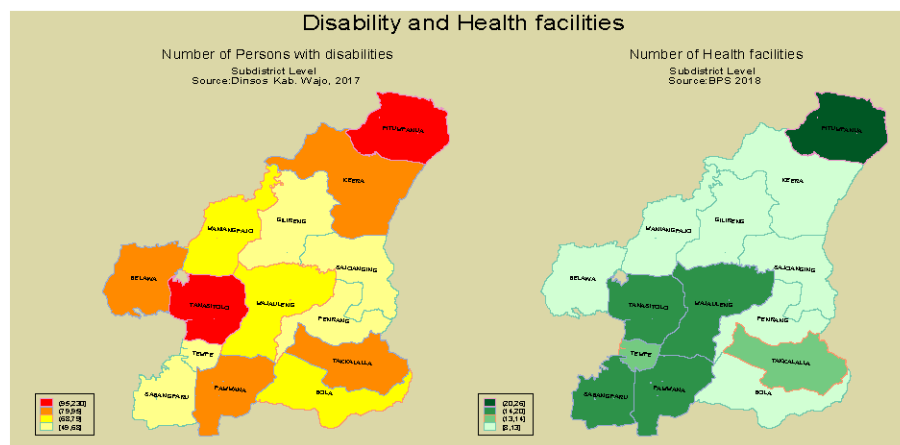 Disability and Health facilities
Number of Persons with disabilities
Subdistrict Level
Source:Dinsos Kab. Wajo, 2017
PITUMPANUA
KEERA
GILIRENG
MANIANGPAJO
SAJOANGING
BELAWA
TANASITOLO
MAJAULENG
PENRANG
TEMPE
TAKKALALLA
SABANGPARU
PAMMANA
BOLA
(95,230]
(79,95]
(68,79]
[49,68]
Number of Health facilities
Subdistrict Level
Source:BPS 2018
PITUMPANUA
KEERA
GILIRENG
MANIANGPAJO
SAJOANGING
BELAWA
TANASITOLO
MAJAULENG
PENRANG
TEMPE
TAKKALALLA
SABANGPARU
PAMMANA
BOLA
(20,26]
(14,20]
(13,14]
[8,13]